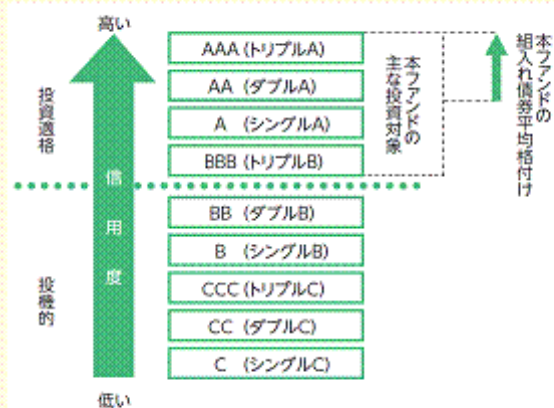 高い
投資適格
投機的
信用度
低い
AAA (トリプルA)
AA (ダブルA)
A (シングルA)
BBB (トリプルB)
BB (ダブルB)
B (シングルB)
CCC (トリプルC)
CC (ダブルC)
C (シングルC)
本ファンドの
主な投資対象
本ファンドの
組入れ債券平均格付け